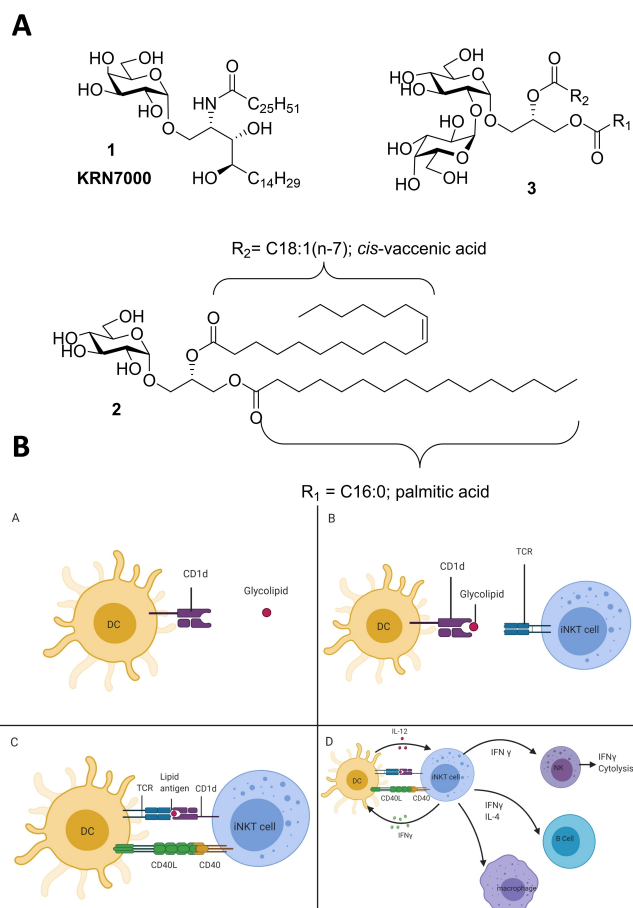 A
OH
OH
O
HO
HO
O
HN
C25H51
O
OH
HO
C14H29
1
KRN7000
OH
HO
HO
O
O
O
R2
O
O
R1
O
HO
O
HO
OH
HO
O
3
R2= C18:1(n-7); cis-vaccenic acid
OH
HO
HO
O
HO
O
O
O
O
O
2
B
R1 = C16:0; palmitic acid
A
CD1d
Glycolipid
DC
B
TCR
CD1d
Glycolipid
DC
iNKT cell
C
Lipid
TCR antigen CD1d
DC
iNKT cell
CD40L CD40
D
IL-12
IFN γ
NK
IFNγ
Cytolysis
DC
iNKT cell
CD40L CD40
IFNγ
IL-4
IFNγ
B Cell
macrophage